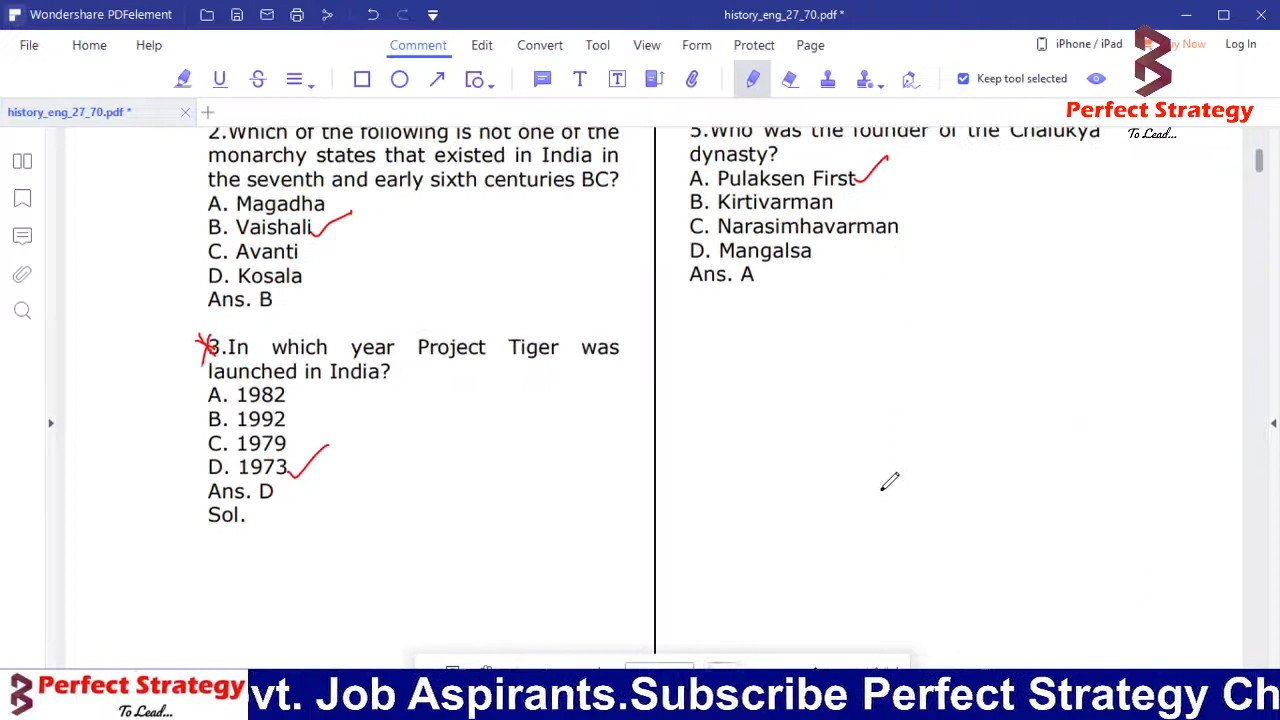 Wondershare PDFelement
history_eng_27_70.pdf *
File Home Help Comment Edit Convert Tool View Form Protect Page iPhone / iPad Buy Now Log In
Keep tool selected
history_eng_27_70.pdf *
Perfect Strategy
To Lead...
2.Which of the following is not one of the
monarchy states that existed in India in
the seventh and early sixth centuries BC?
A. Magadha
B. Vaishali
C. Avanti
D. Kosala
Ans. B
3.In which year Project Tiger was
launched in India?
A. 1982
B. 1992
C. 1979
D. 1973
Ans. D
Sol.
5.Who was the founder of the Chalukya
dynasty?
A. Pulaksen First
B. Kirtivarman
C. Narasimhavarman
D. Mangalsa
Ans. A
Perfect Strategy
To Lead...
vt. Job Aspirants.Subscribe Perfect Strategy Ch